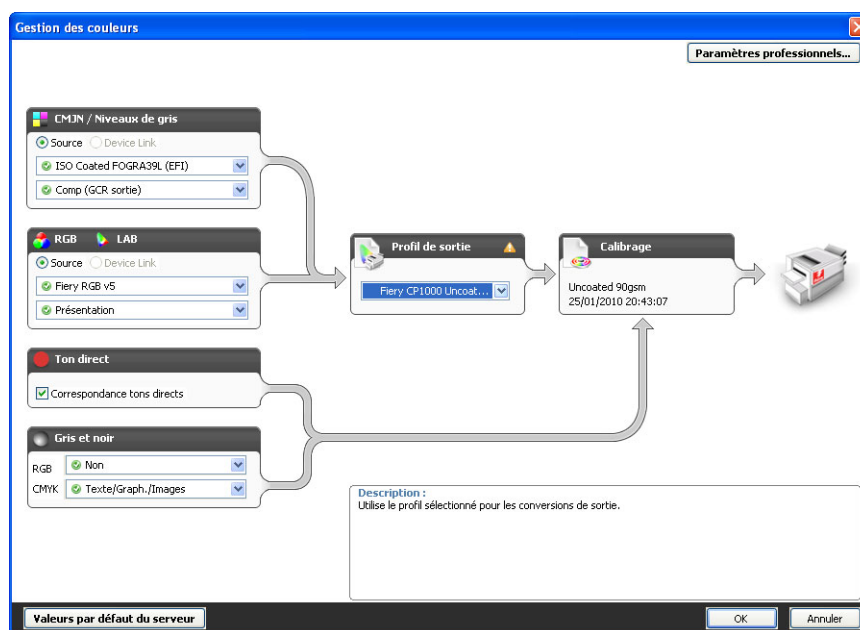 Gestion des couleurs
Paramètres professionnels...
CMJN / Niveaux de gris
Source Device Link
ISO Coated FOGRA39L (EFI)
Comp (GCR sortie)
RGB LAB
Source Device Link
Fiery RGB v5
Présentation
Profil de sortie
Fiery CP1000 Uncoat...
Calibrage
Uncoated 90gsm
25/01/2010 20:43:07
Ton direct
Correspondance tons directs
Gris et noir
RGB Non
CMYK Texte/Graph./Images
Description :
Utilise le profil sélectionné pour les conversions de sortie.
Valeurs par défaut du serveur
OK
Annuler